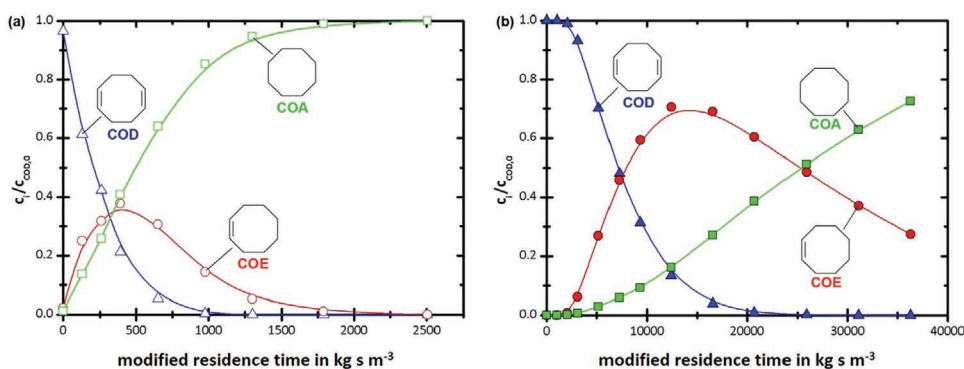 (a)
c_i/c_COD,0
1.0
0.8
0.6
0.4
0.2
0.0
COD
COA
COE
0 500 1000 1500 2000 2500
modified residence time in kg s m⁻³
(b)
c_i/c_COD,0
1.0
0.8
0.6
0.4
0.2
0.0
COD
COA
COE
0 10000 20000 30000 40000
modified residence time in kg s m⁻³